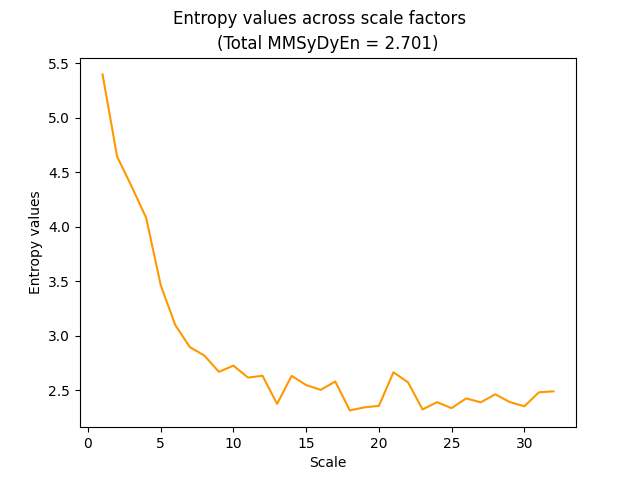 Entropy values across scale factors
(Total MMSyDyEn = 2.701)
5.5
5.0
4.5
4.0
3.5
3.0
2.5
Entropy values
0 5 10 15 20 25 30
Scale